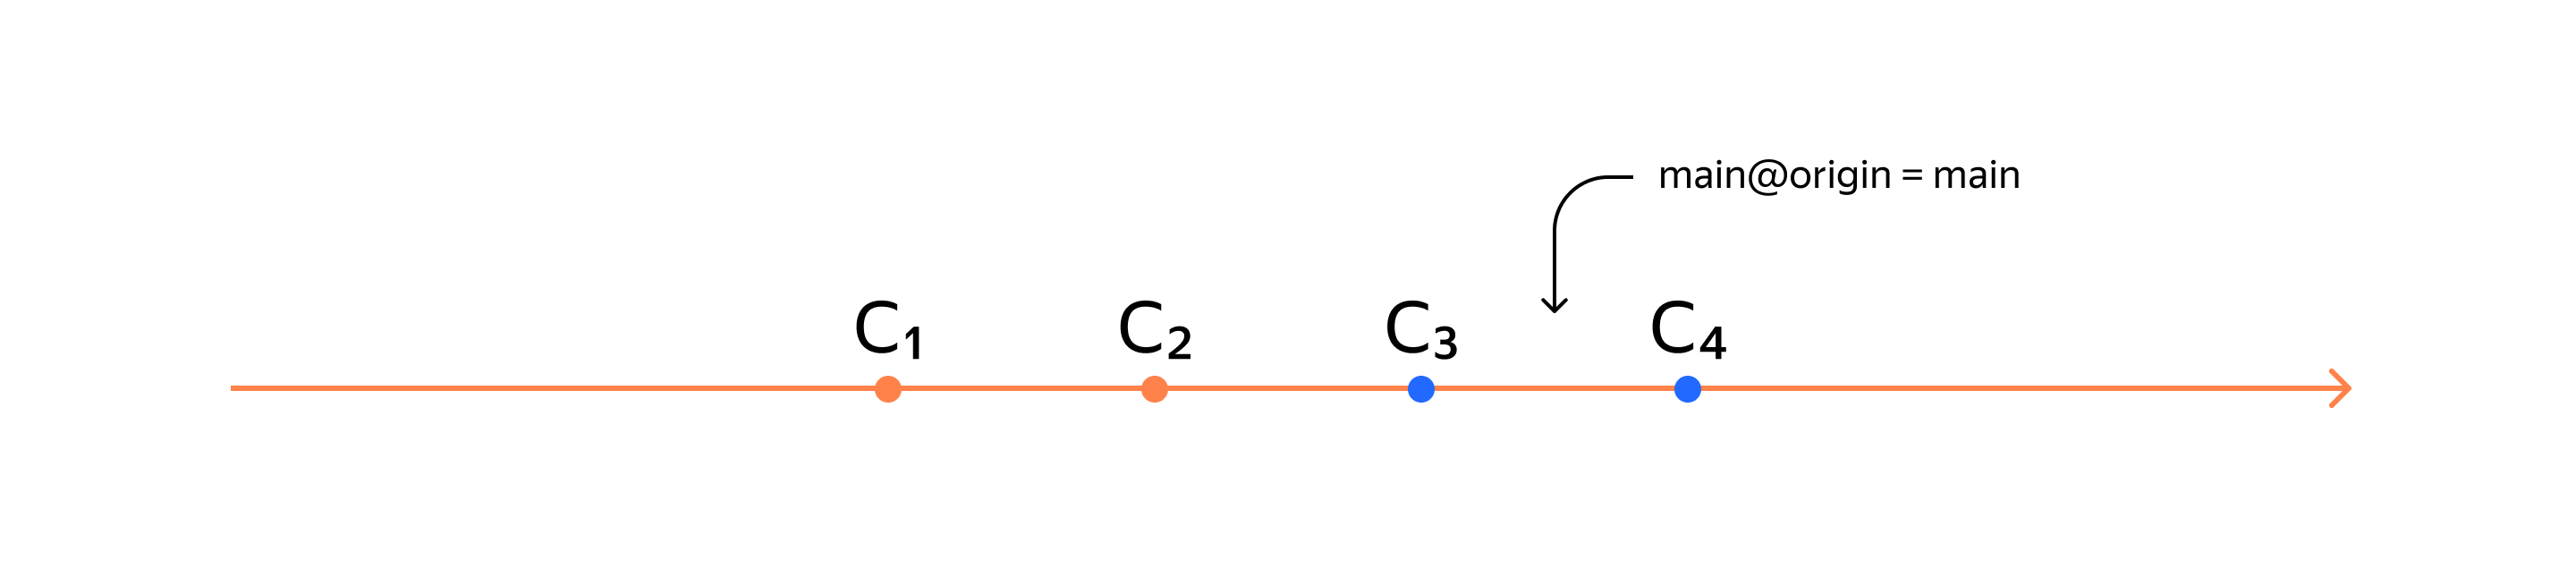 main@origin = main
C₁ C₂ C₃ C₄